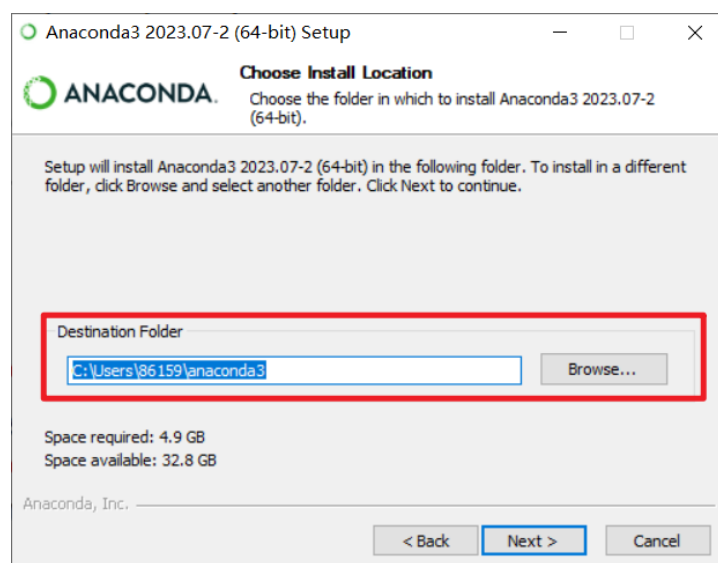 Anaconda3 2023.07-2 (64-bit) Setup
ANACONDA.
Choose Install Location
Choose the folder in which to install Anaconda3 2023.07-2
(64-bit).
Setup will install Anaconda3 2023.07-2 (64-bit) in the following folder. To install in a different
folder, click Browse and select another folder. Click Next to continue.
Destination Folder
C:\Users\86159\anaconda3
Browse...
Space required: 4.9 GB
Space available: 32.8 GB
Anaconda, Inc.
< Back
Next >
Cancel